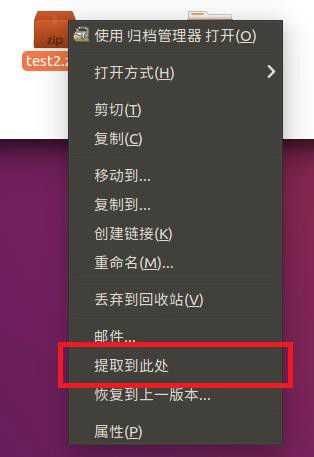 zip
test2.z
使用 归档管理器 打开(O)
打开方式(H)
剪切(T)
复制(C)
移动到...
复制到...
创建链接(K)
重命名(M)...
丢弃到回收站(V)
邮件...
提取到此处
恢复到上一版本...
属性(P)